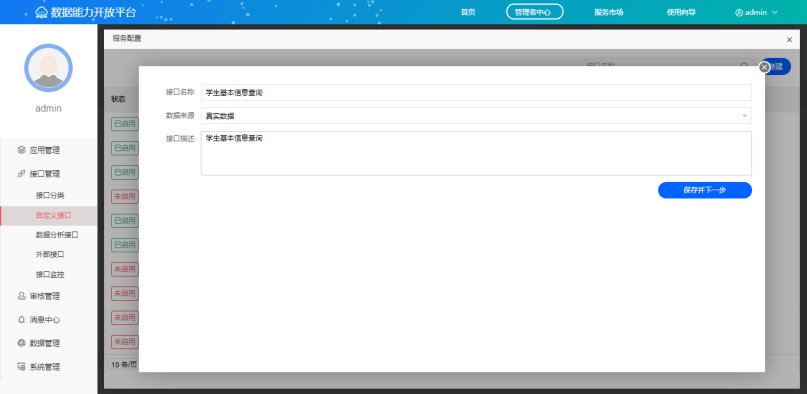 数据能力开放平台
首页
管理者中心
服务市场
使用向导
admin
admin
应用管理
接口管理
接口分类
自定义接口
数据分析接口
外部接口
接口监控
审核管理
消息中心
数据管理
系统管理
服务配置
×
接口名称
创建
状态
已启用
已启用
已启用
未启用
已启用
已启用
未启用
未启用
未启用
未启用
10 条/页
接口名称 学生基本信息查询
数据来源 真实数据
接口描述 学生基本信息查询
保存并下一步